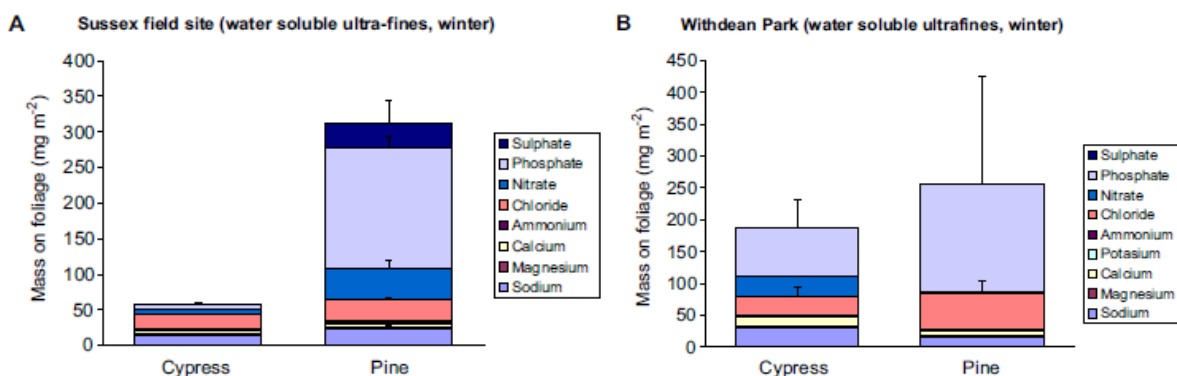 A
Sussex field site (water soluble ultra-fines, winter)
Mass on foliage (mg m-2)
400
350
300
250
200
150
100
50
0
Cypress
Pine
Sulphate
Phosphate
Nitrate
Chloride
Ammonium
Calcium
Magnesium
Sodium
B
Withdean Park (water soluble ultrafines, winter)
Mass on foliage (mg m-2)
450
400
350
300
250
200
150
100
50
0
Cypress
Pine
Sulphate
Phosphate
Nitrate
Chloride
Ammonium
Potasium
Calcium
Magnesium
Sodium